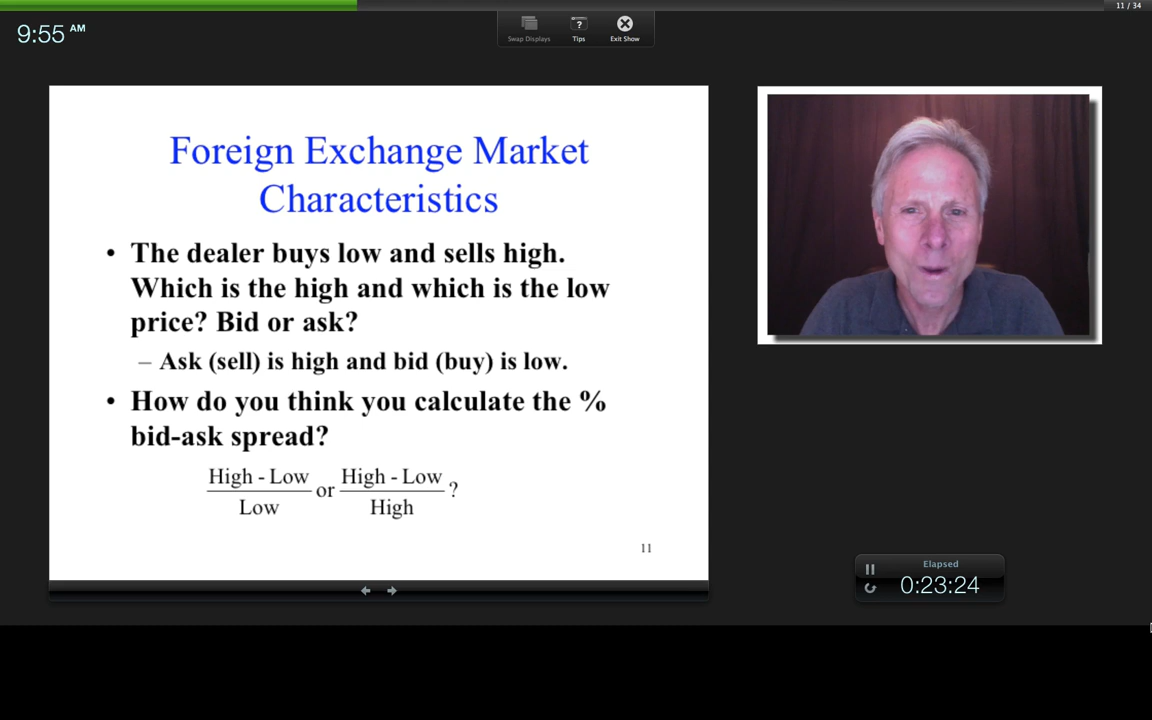 11 / 34
9:55 AM
Swap Displays
Tips
Exit Show
Foreign Exchange Market
Characteristics
• The dealer buys low and sells high.
Which is the high and which is the low
price? Bid or ask?
– Ask (sell) is high and bid (buy) is low.
• How do you think you calculate the %
bid-ask spread?
High - Low
Low
or
High - Low
High
?
11
Elapsed
0:23:24